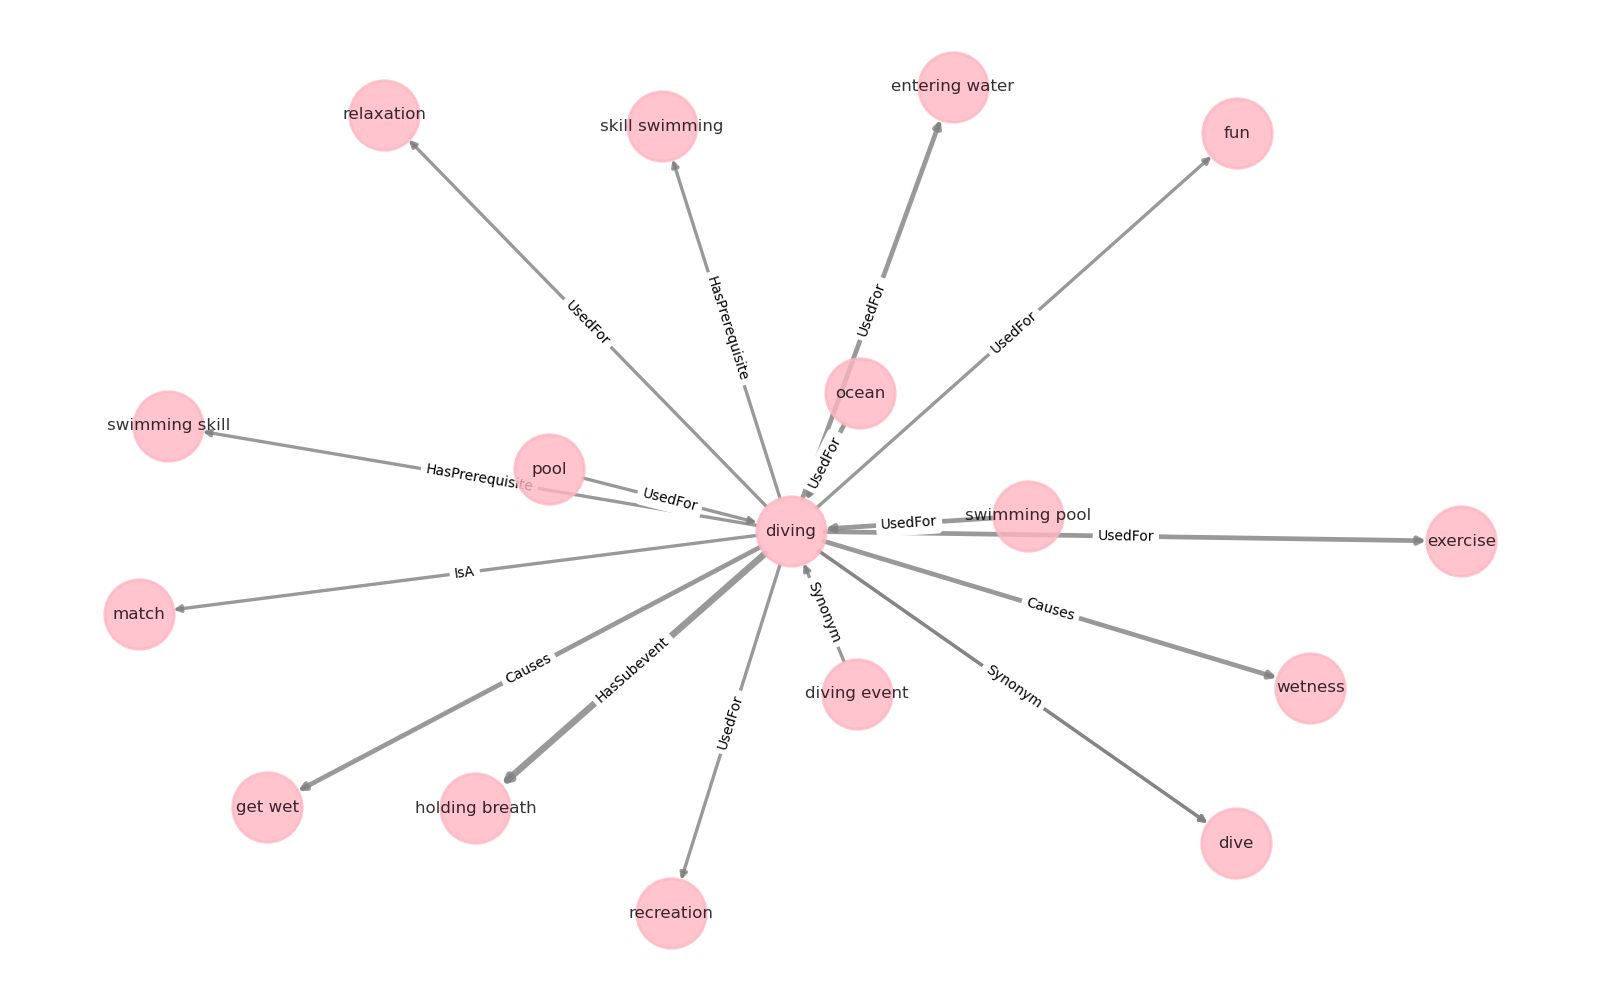 entering water
relaxation
skill swimming
fun
UsedFor
UsedFor
HasPrerequisite
UsedFor
ocean
swimming skill
UsedFor
pool
HasPrerequisite
UsedFor
swimming pool
UsedFor
diving
UsedFor
exercise
IsA
Causes
match
Synonym
Causes
HasSubevent
Synonym
wetness
diving event
UsedFor
get wet
holding breath
dive
recreation